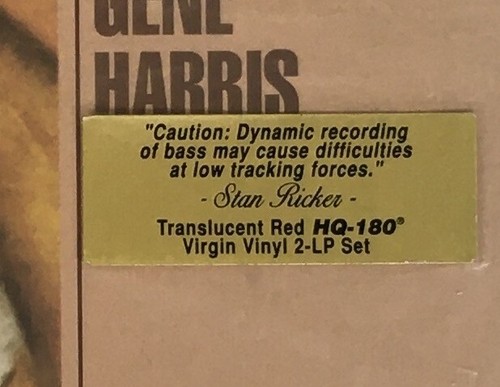 GENE
HARRIS
"Caution: Dynamic recording
of bass may cause difficulties
at low tracking forces."
- Stan Ricker -
Translucent Red HQ-180®
Virgin Vinyl 2-LP Set